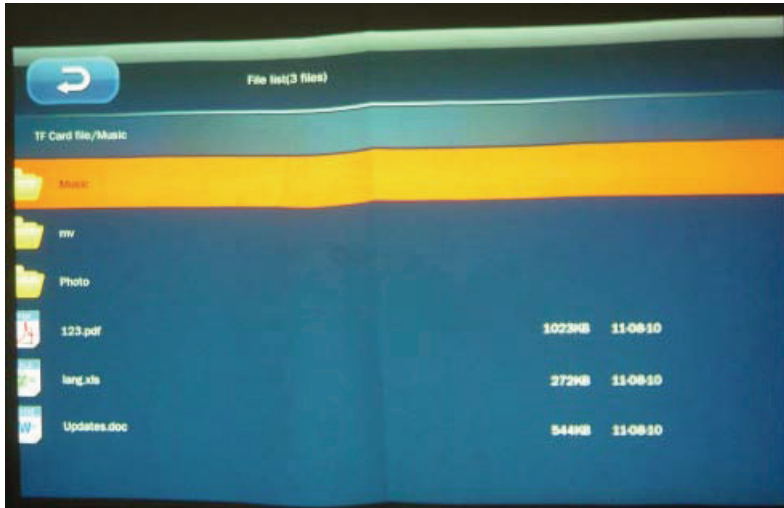 File list(3 files)
TF Card file/Music
Music
mv
Photo
123.pdf 1023KB 11-08-10
lang.xls 272KB 11-08-10
Updates.doc 544KB 11-08-10